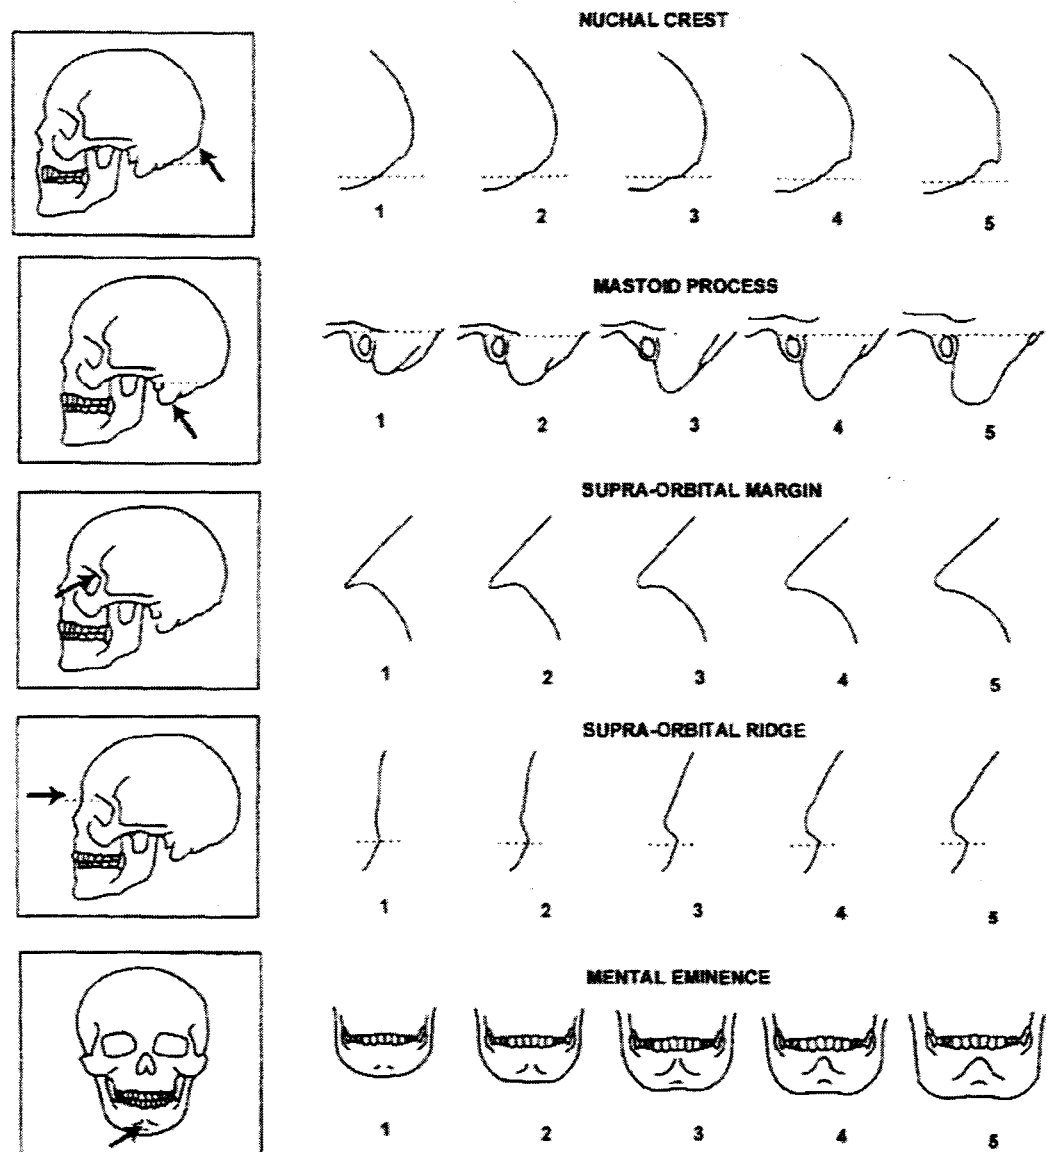 NUCHAL CREST
1 2 3 4 5
MASTOID PROCESS
1 2 3 4 5
SUPRA-ORBITAL MARGIN
1 2 3 4 5
SUPRA-ORBITAL RIDGE
1 2 3 4 5
MENTAL EMINENCE
1 2 3 4 5